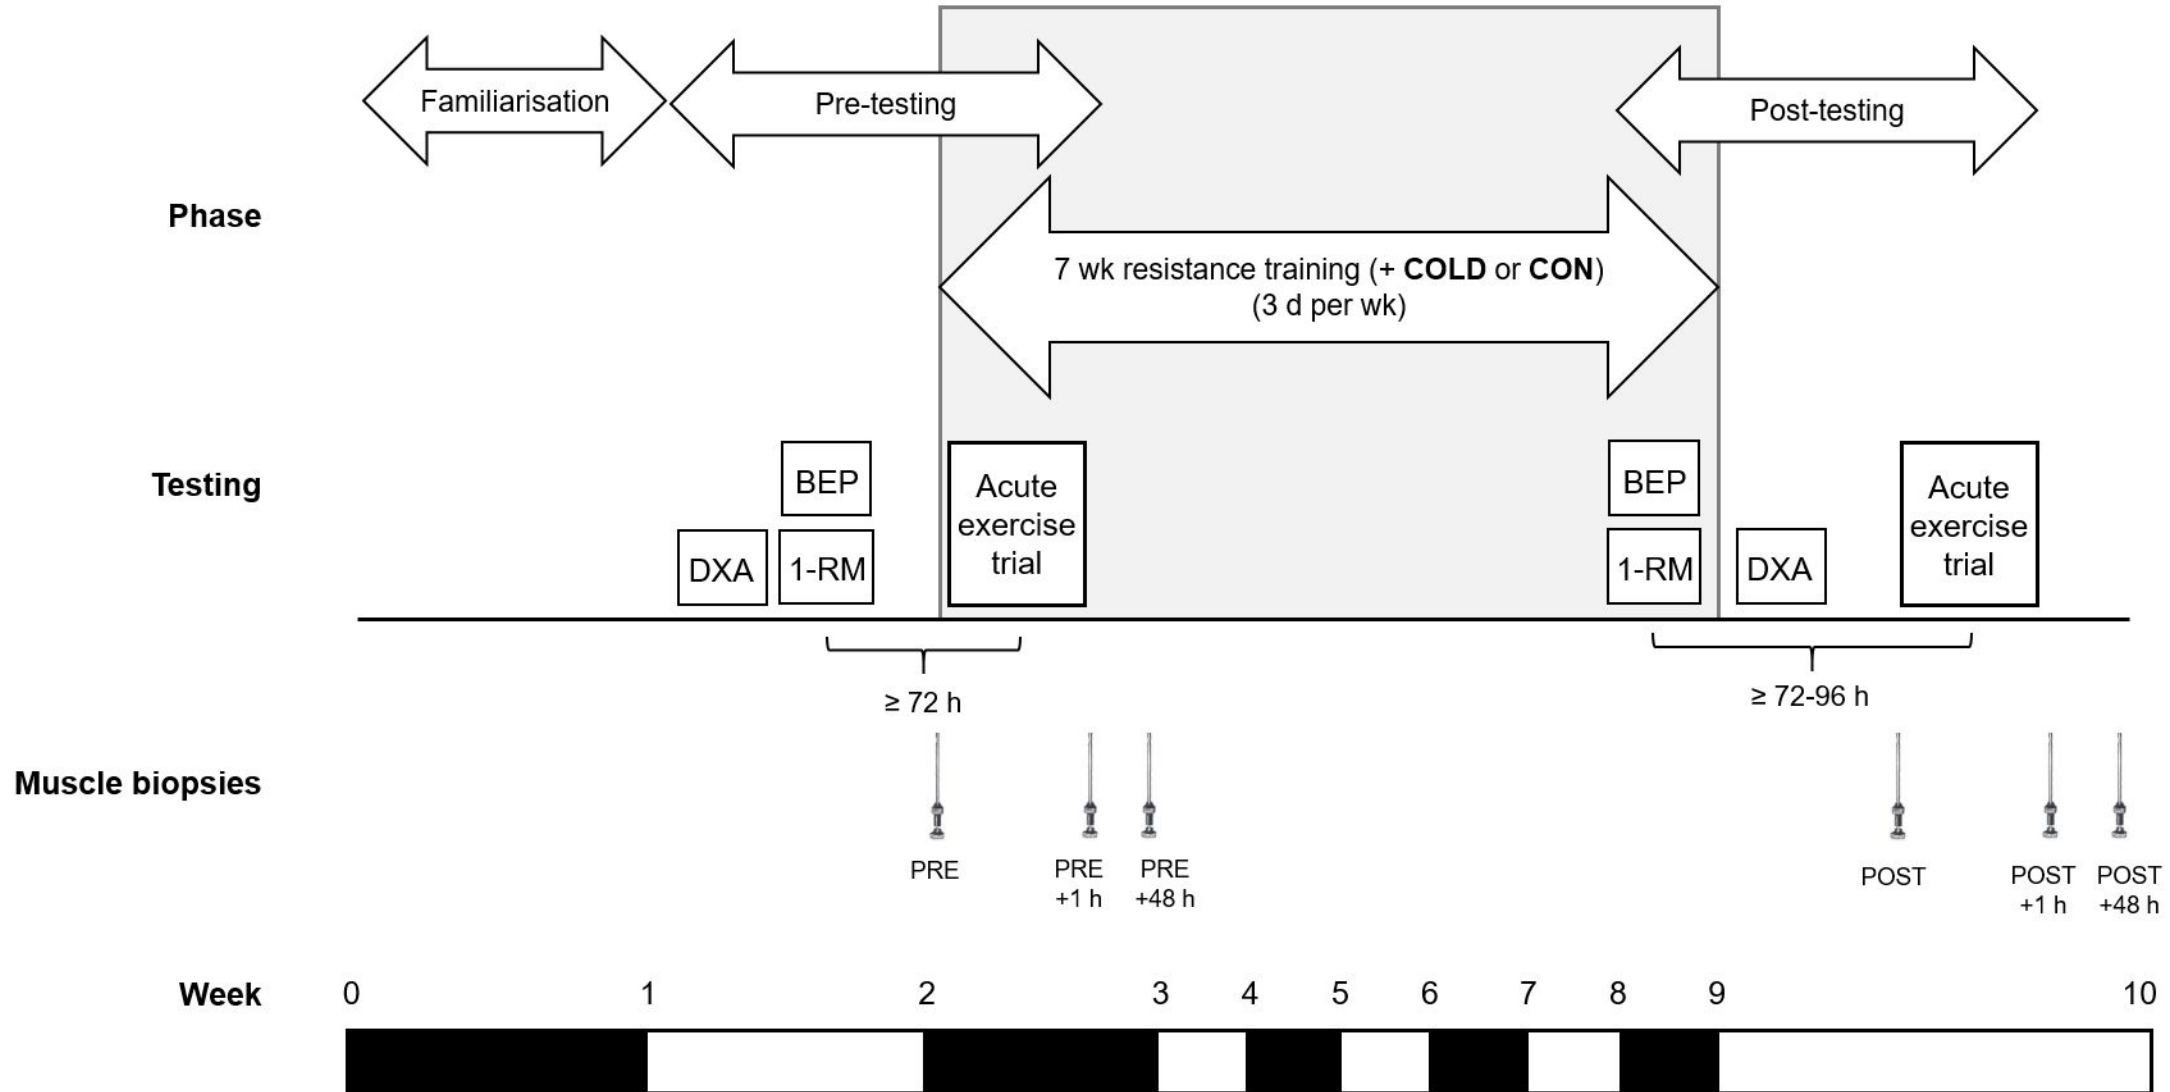 Familiarisation
Pre-testing
Post-testing
Phase
7 wk resistance training (+ COLD or CON)
(3 d per wk)
Testing
BEP
DXA
1-RM
Acute
exercise
trial
BEP
1-RM
DXA
Acute
exercise
trial
≥ 72 h
≥ 72-96 h
Muscle biopsies
PRE
PRE
+1 h
PRE
+48 h
POST
POST
+1 h
POST
+48 h
Week
0 1 2 3 4 5 6 7 8 9 10